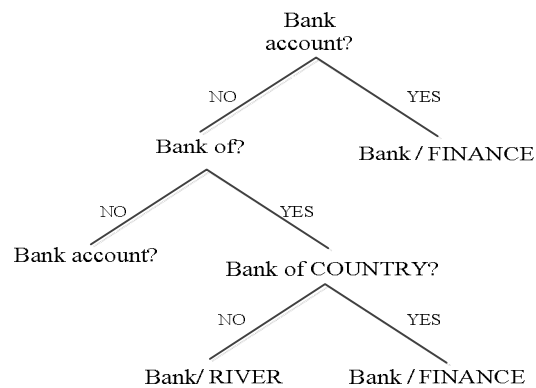 Bank
account?
NO
YES
Bank of?
Bank / FINANCE
NO
YES
Bank account?
Bank of COUNTRY?
NO
YES
Bank/ RIVER
Bank / FINANCE